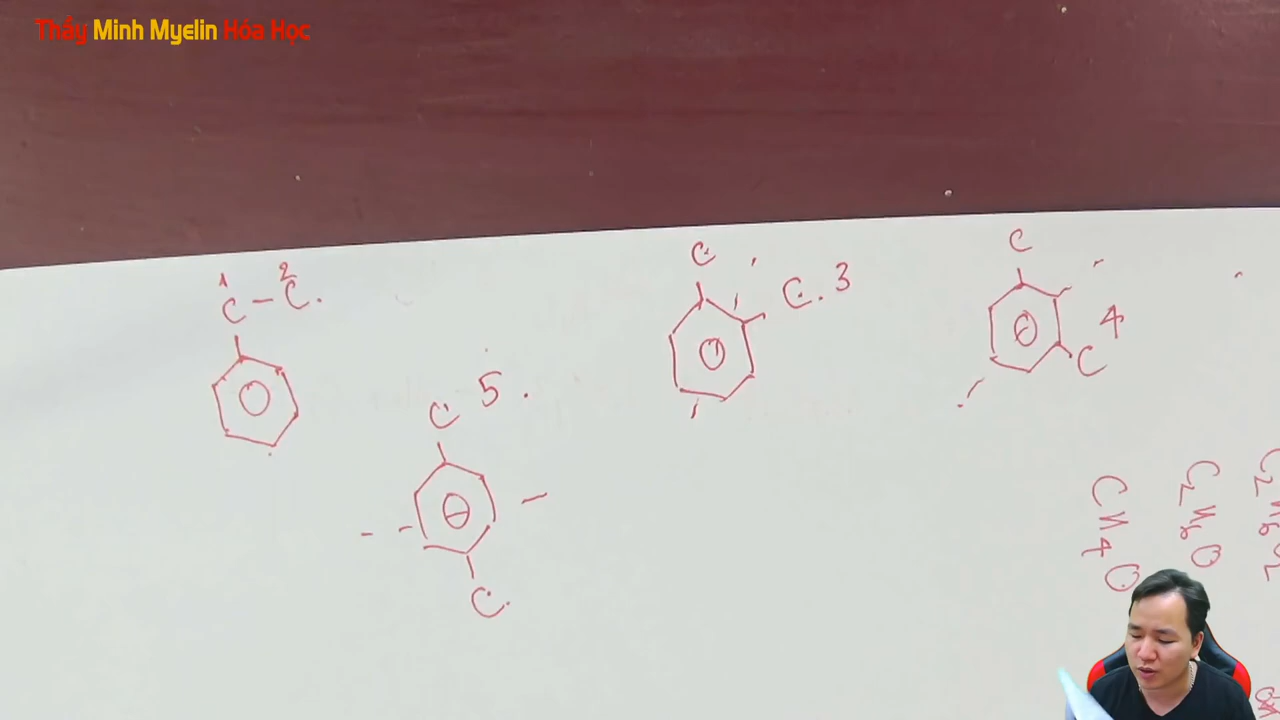 Thầy Minh Myelin Hóa Học
1 2
C - C.
C
C. 3
C
C 4
C 5.
C
CH4O
C2H6O